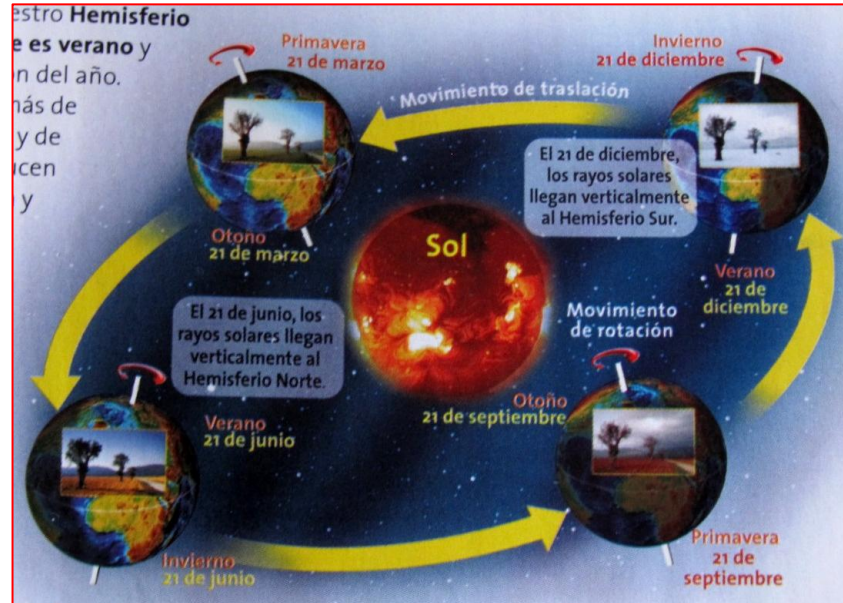 estro Hemisferio
e es verano y
ón del año.
más de
y de
ucen
y
Primavera
21 de marzo
Invierno
21 de diciembre
Movimiento de traslación
El 21 de diciembre,
los rayos solares
llegan verticalmente
al Hemisferio Sur.
Otoño
21 de marzo
Sol
Verano
21 de
diciembre
El 21 de junio, los
rayos solares llegan
verticalmente al
Hemisferio Norte.
Movimiento
de rotación
Verano
21 de junio
Otoño
21 de septiembre
Invierno
21 de junio
Primavera
21 de
septiembre